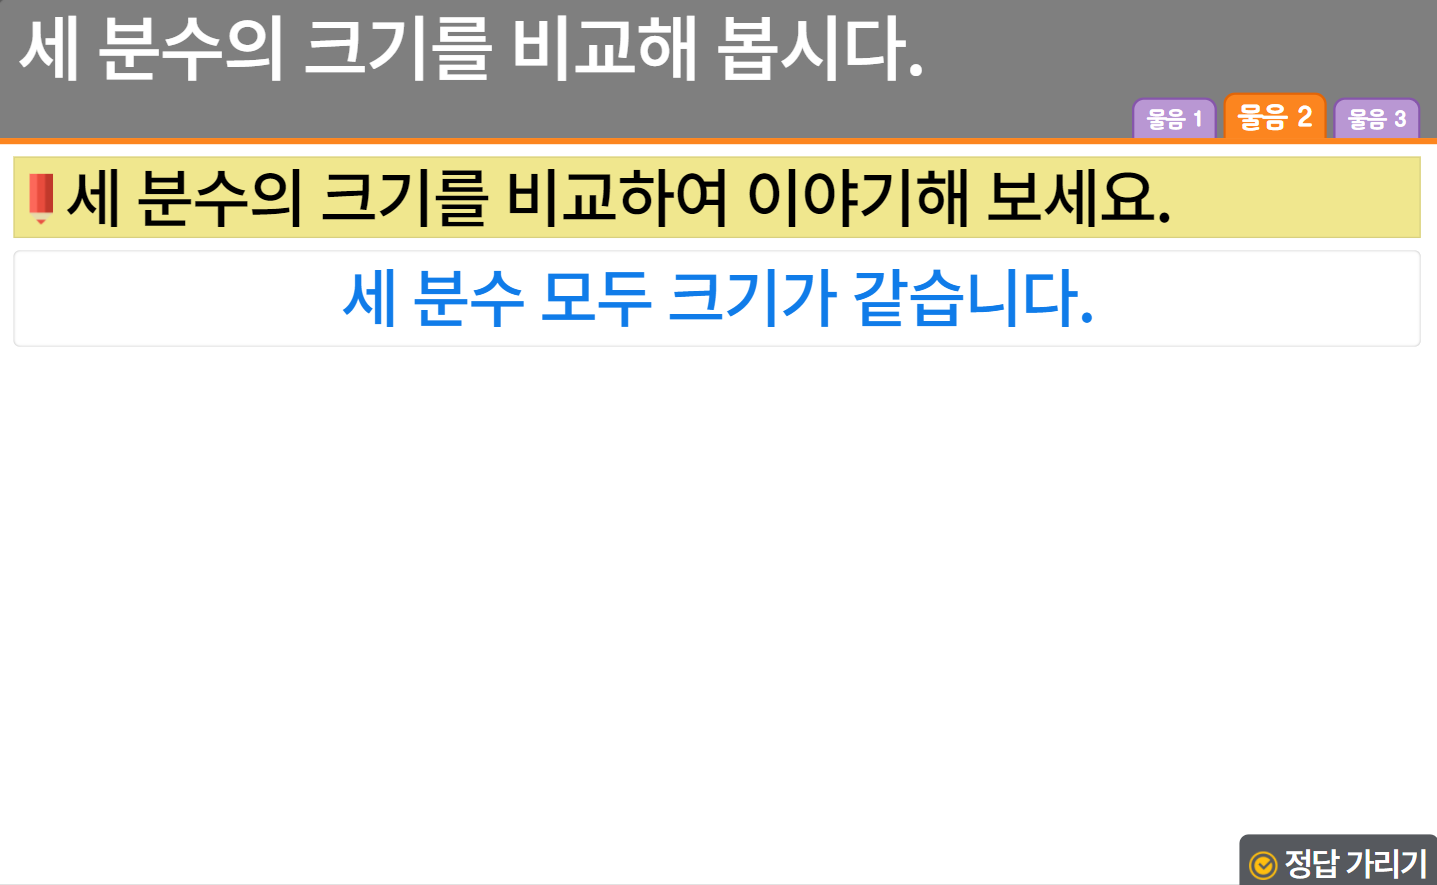 세 분수의 크기를 비교해 봅시다.
물음 1 물음 2 물음 3
세 분수의 크기를 비교하여 이야기해 보세요.
세 분수 모두 크기가 같습니다.
정답 가리기